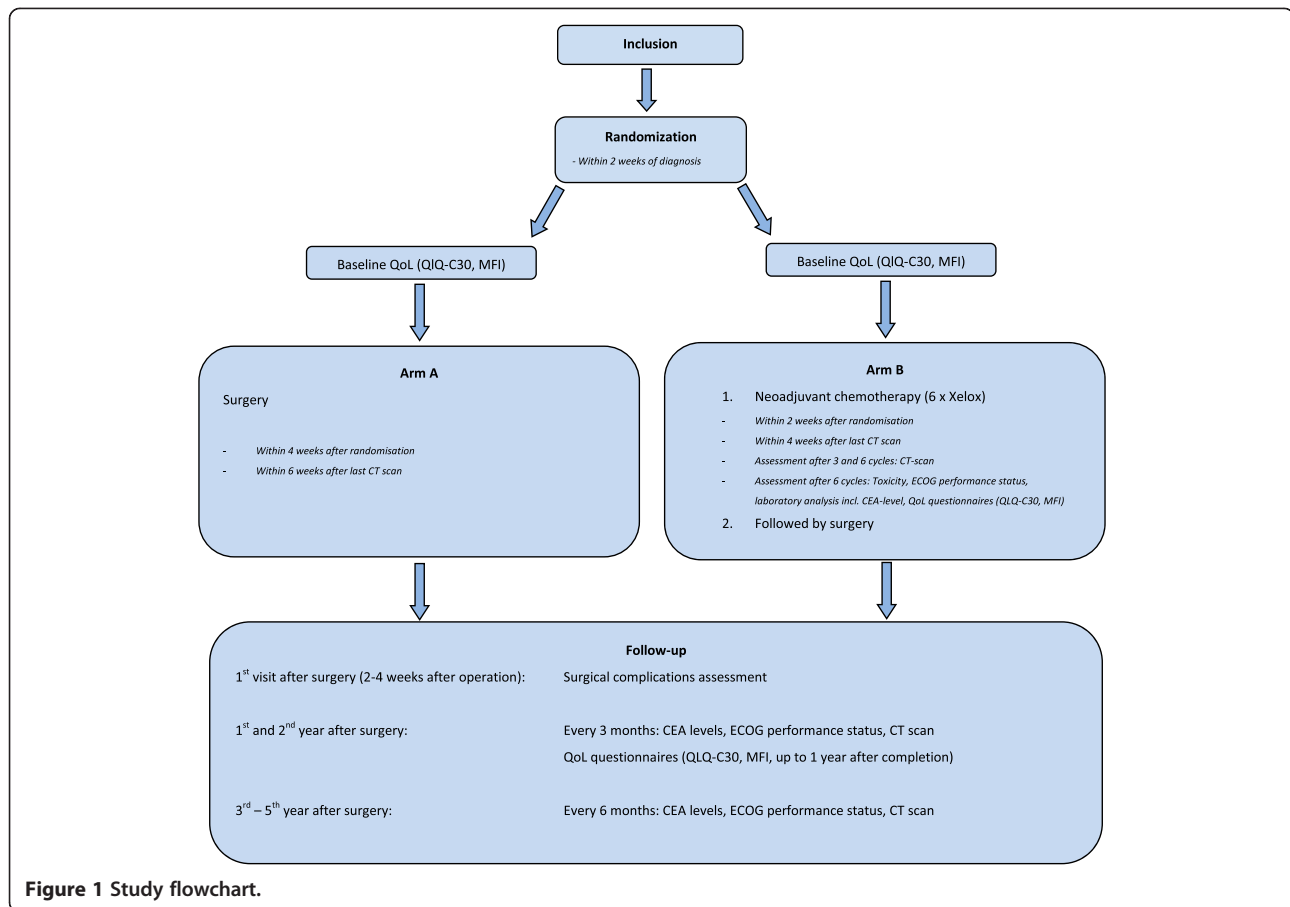 Inclusion
Randomization
- Within 2 weeks of diagnosis
Baseline QoL (QlQ-C30, MFI)
Baseline QoL (QlQ-C30, MFI)
Arm A
Surgery
- Within 4 weeks after randomisation
- Within 6 weeks after last CT scan
Arm B
1. Neoadjuvant chemotherapy (6 x Xelox)
- Within 2 weeks after randomisation
- Within 4 weeks after last CT scan
- Assessment after 3 and 6 cycles: CT-scan
- Assessment after 6 cycles: Toxicity, ECOG performance status,
laboratory analysis incl. CEA-level, QoL questionnaires (QLQ-C30, MFI)
2. Followed by surgery
Follow-up
1st visit after surgery (2-4 weeks after operation): Surgical complications assessment
1st and 2nd year after surgery: Every 3 months: CEA levels, ECOG performance status, CT scan
QoL questionnaires (QLQ-C30, MFI, up to 1 year after completion)
3rd – 5th year after surgery: Every 6 months: CEA levels, ECOG performance status, CT scan
Figure 1 Study flowchart.